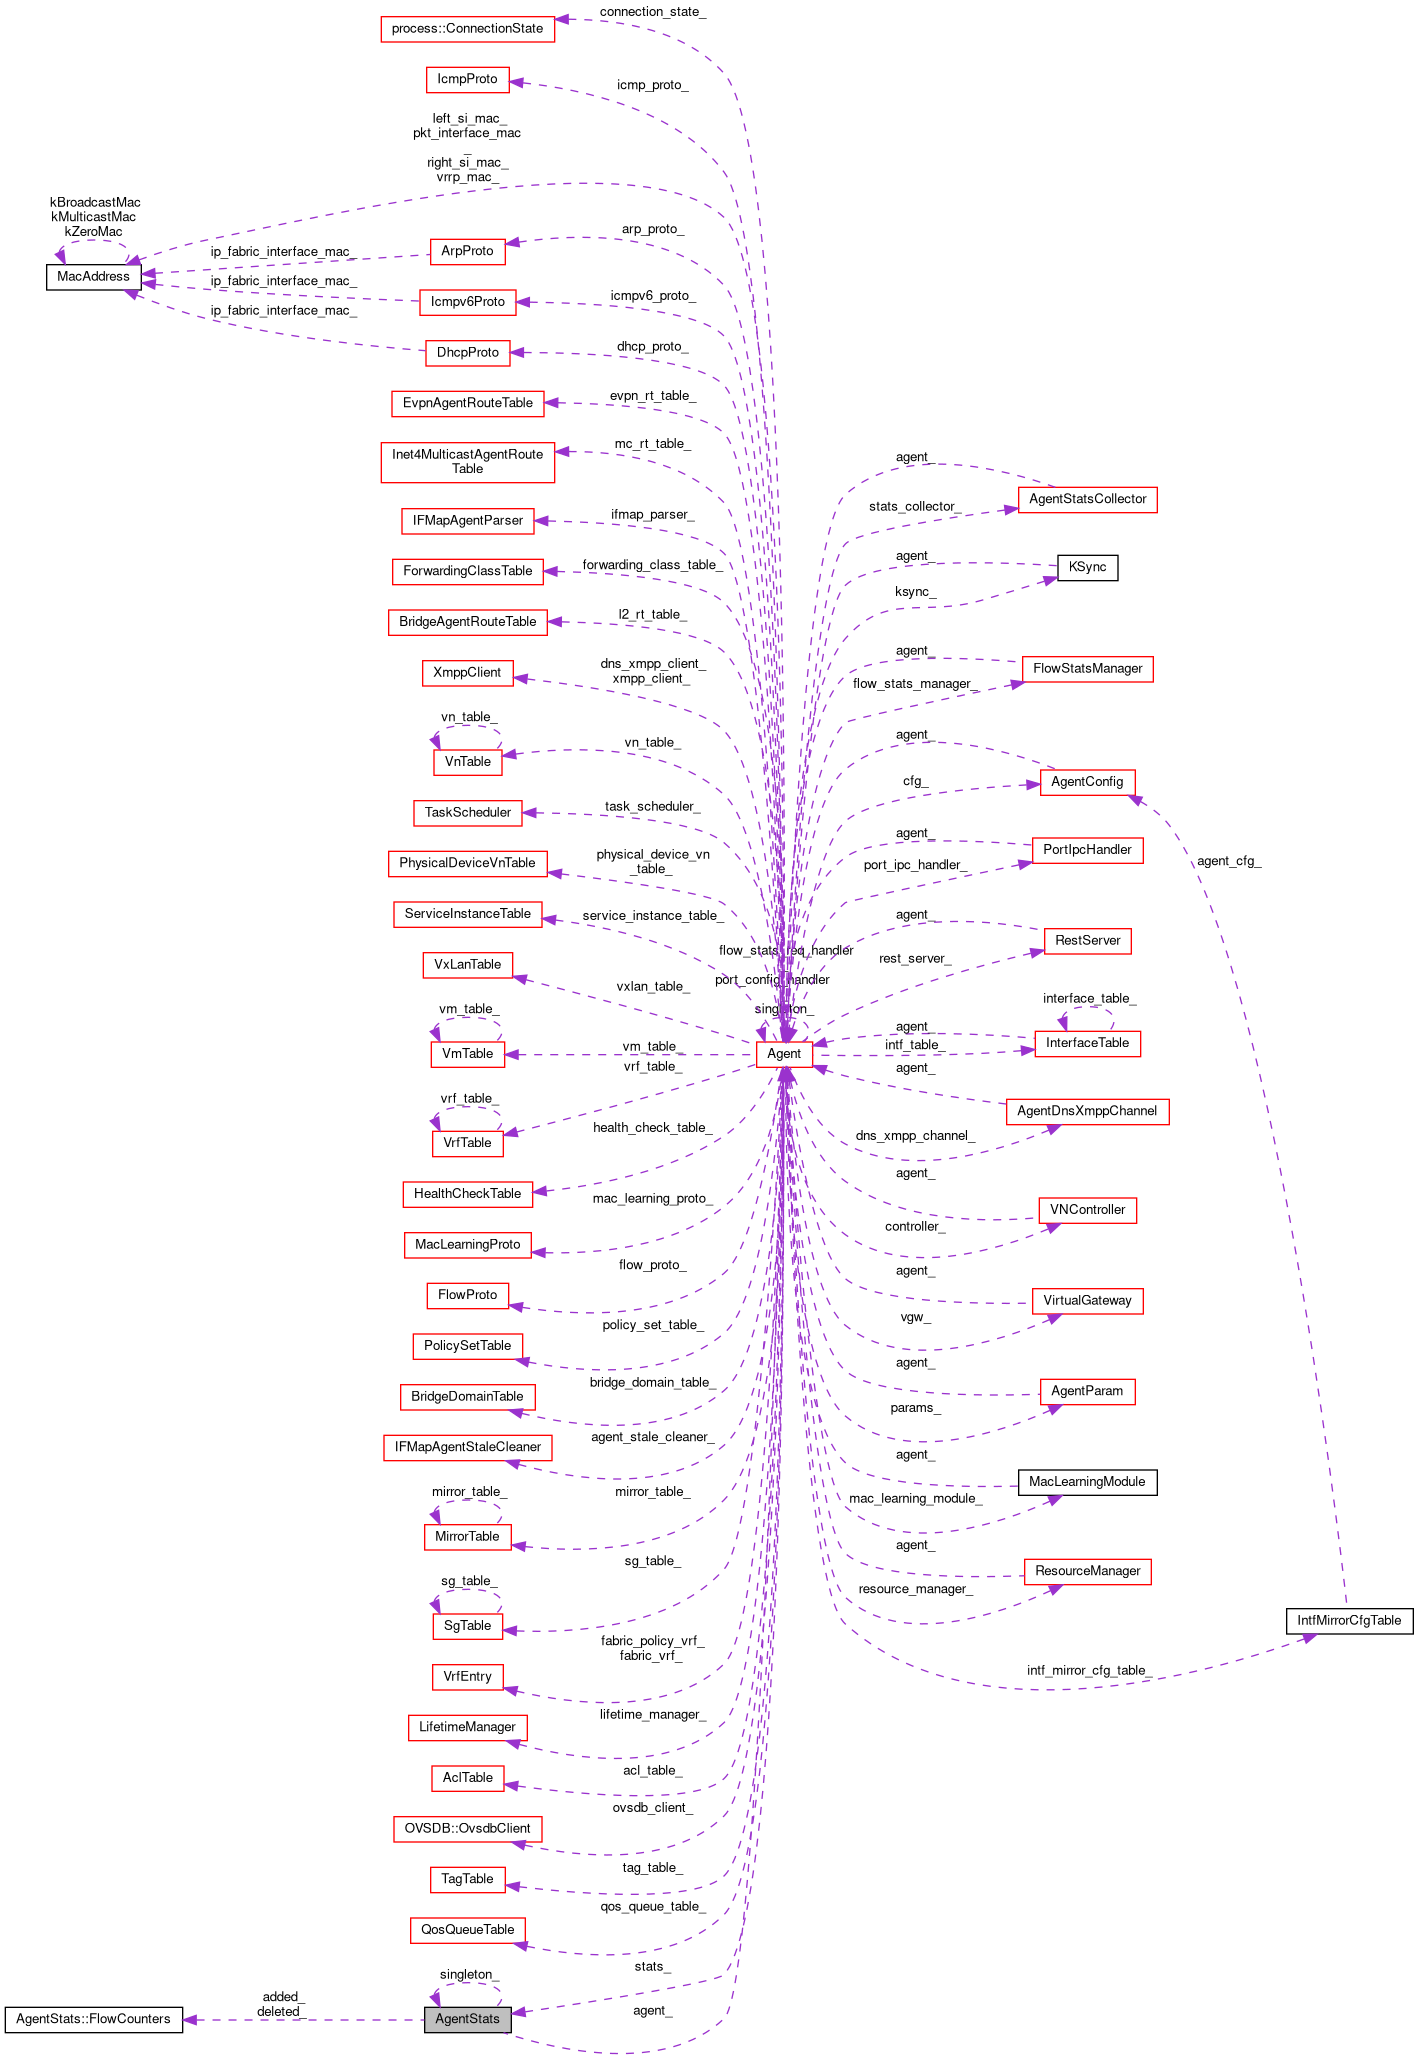 connection_state_
process::ConnectionState
IcmpProto
icmp_proto_
left_si_mac_
pkt_interface_mac
_
right_si_mac_
vrrp_mac_
kBroadcastMac
kMulticastMac
kZeroMac
MacAddress
ip_fabric_interface_mac_
ArpProto
arp_proto_
ip_fabric_interface_mac_
Icmpv6Proto
icmpv6_proto_
ip_fabric_interface_mac_
DhcpProto
dhcp_proto_
EvpnAgentRouteTable
evpn_rt_table_
Inet4MulticastAgentRoute
Table
mc_rt_table_
IFMapAgentParser
ifmap_parser_
ForwardingClassTable
forwarding_class_table_
BridgeAgentRouteTable
l2_rt_table_
XmppClient
dns_xmpp_client_
xmpp_client_
vn_table_
VnTable
vn_table_
TaskScheduler
task_scheduler_
PhysicalDeviceVnTable
physical_device_vn
_table_
ServiceInstanceTable
service_instance_table_
VxLanTable
vxlan_table_
vm_table_
VmTable
vm_table_
vrf_table_
vrf_table_
VrfTable
HealthCheckTable
health_check_table_
MacLearningProto
mac_learning_proto_
FlowProto
flow_proto_
PolicySetTable
policy_set_table_
BridgeDomainTable
bridge_domain_table_
IFMapAgentStaleCleaner
agent_stale_cleaner_
mirror_table_
MirrorTable
mirror_table_
sg_table_
SgTable
sg_table_
VrfEntry
fabric_policy_vrf_
fabric_vrf_
LifetimeManager
lifetime_manager_
AclTable
acl_table_
OVSDB::OvsdbClient
ovsdb_client_
TagTable
tag_table_
QosQueueTable
qos_queue_table_
singleton_
AgentStats
stats_
agent_
added_
deleted_
AgentStats::FlowCounters
flow_stats_req_handler
_
port_config_handler
_
singleton_
Agent
agent_
stats_collector_
AgentStatsCollector
agent_
ksync_
KSync
agent_
flow_stats_manager_
FlowStatsManager
agent_
cfg_
AgentConfig
agent_
port_ipc_handler_
PortIpcHandler
agent_cfg_
agent_
rest_server_
RestServer
interface_table_
InterfaceTable
agent_
intf_table_
agent_
AgentDnsXmppChannel
dns_xmpp_channel_
agent_
VNController
controller_
agent_
VirtualGateway
vgw_
agent_
AgentParam
params_
agent_
MacLearningModule
mac_learning_module_
agent_
ResourceManager
resource_manager_
IntfMirrorCfgTable
intf_mirror_cfg_table_